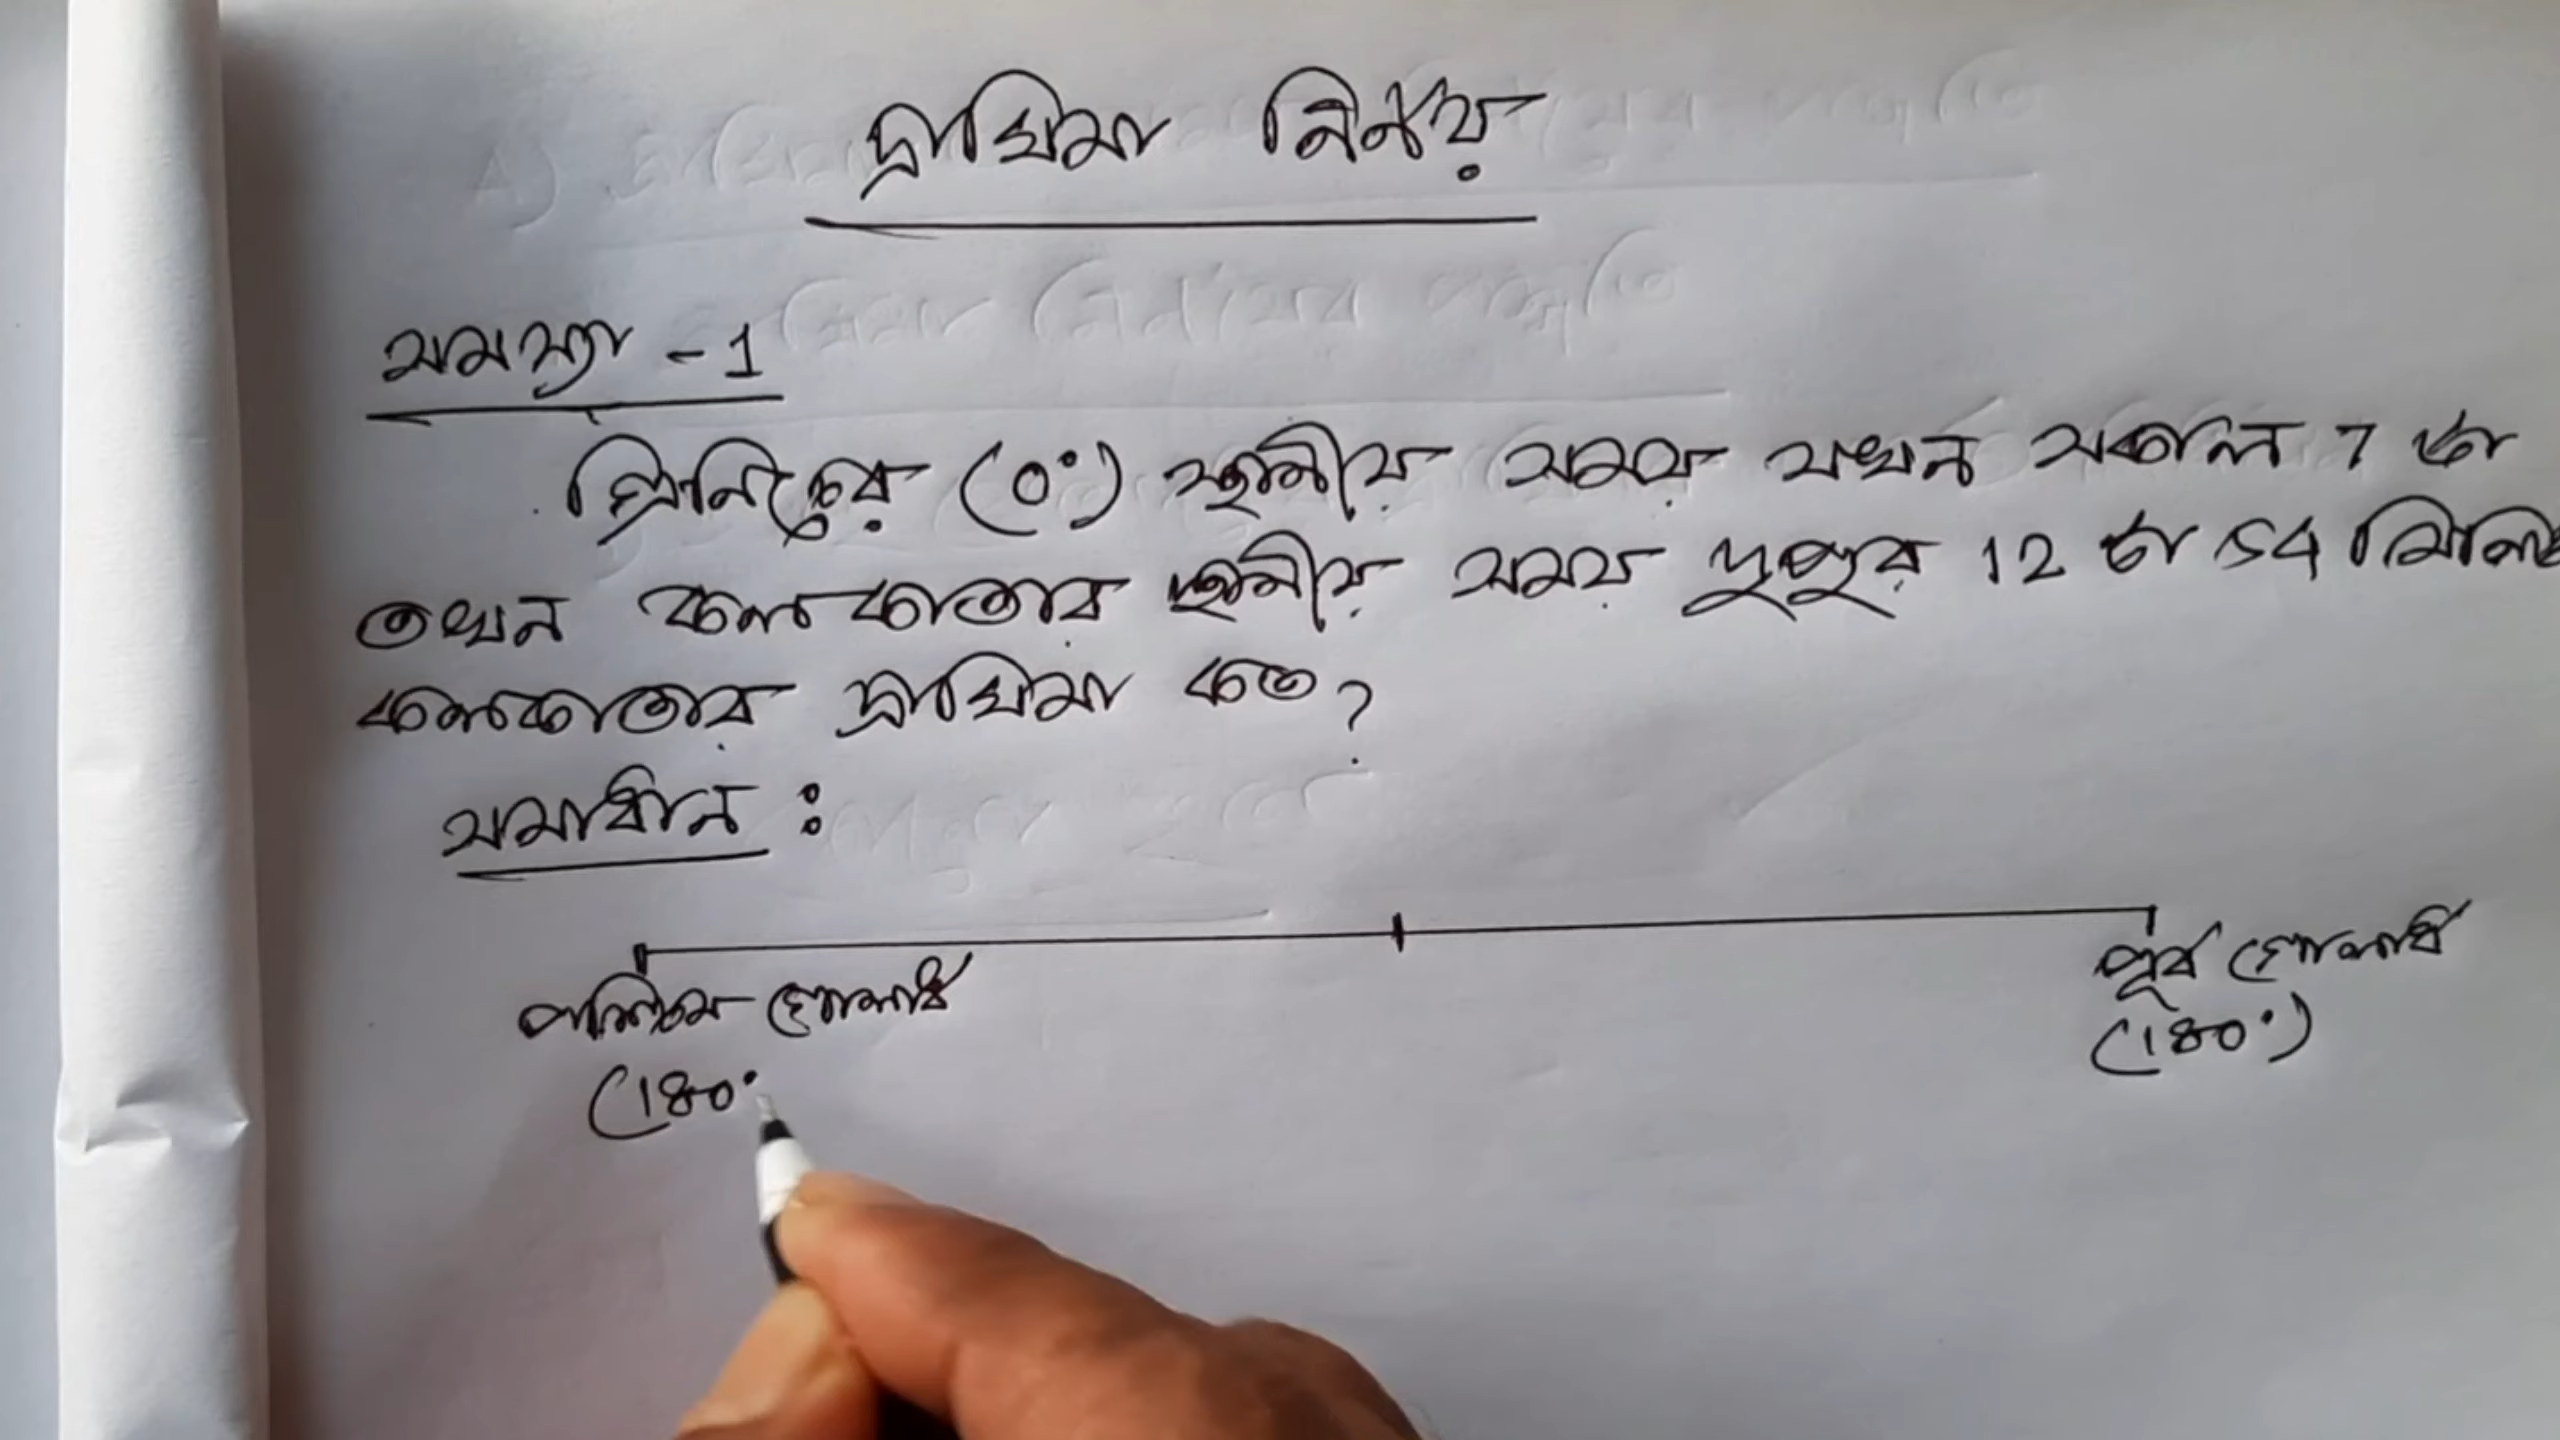 দ্রাঘিমা নির্ণয়
সমস্যা - 1
গ্রিনিচের (0°) স্থানীয় সময় যখন সকাল 7 টা
তখন কলকাতার স্থানীয় সময় দুপুর 12 টা 54 মিনিট
কলকাতার দ্রাঘিমা কত?
সমাধান :
পশ্চিম গোলার্ধ
(180°
পূর্ব গোলার্ধ
(180°)